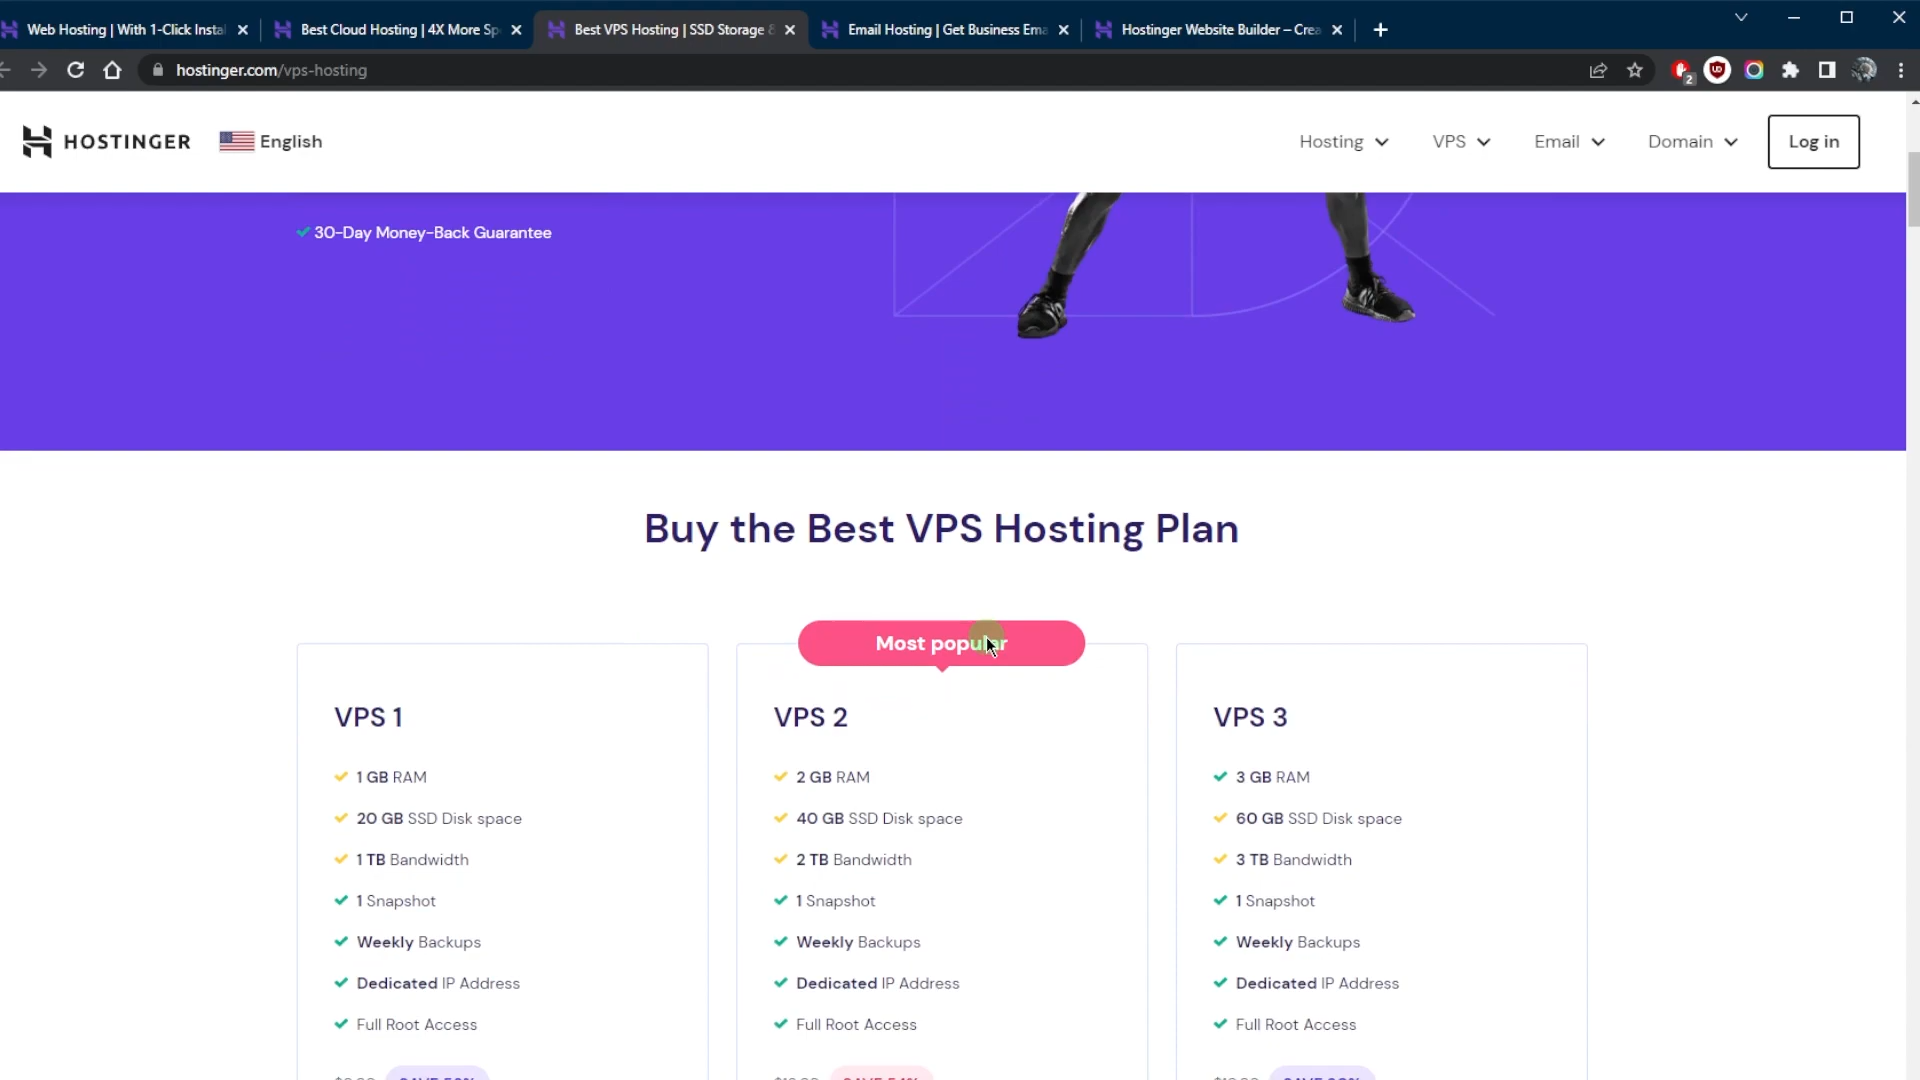 Web Hosting | With 1-Click Instal
Best Cloud Hosting | 4X More Sp
Best VPS Hosting | SSD Storage &
Email Hosting | Get Business Ema
Hostinger Website Builder – Crea
hostinger.com/vps-hosting
2
HOSTINGER
English
Hosting
VPS
Email
Domain
Log in
30-Day Money-Back Guarantee
Buy the Best VPS Hosting Plan
Most popular
VPS 1
1 GB RAM
20 GB SSD Disk space
1 TB Bandwidth
1 Snapshot
Weekly Backups
Dedicated IP Address
Full Root Access
VPS 2
2 GB RAM
40 GB SSD Disk space
2 TB Bandwidth
1 Snapshot
Weekly Backups
Dedicated IP Address
Full Root Access
VPS 3
3 GB RAM
60 GB SSD Disk space
3 TB Bandwidth
1 Snapshot
Weekly Backups
Dedicated IP Address
Full Root Access